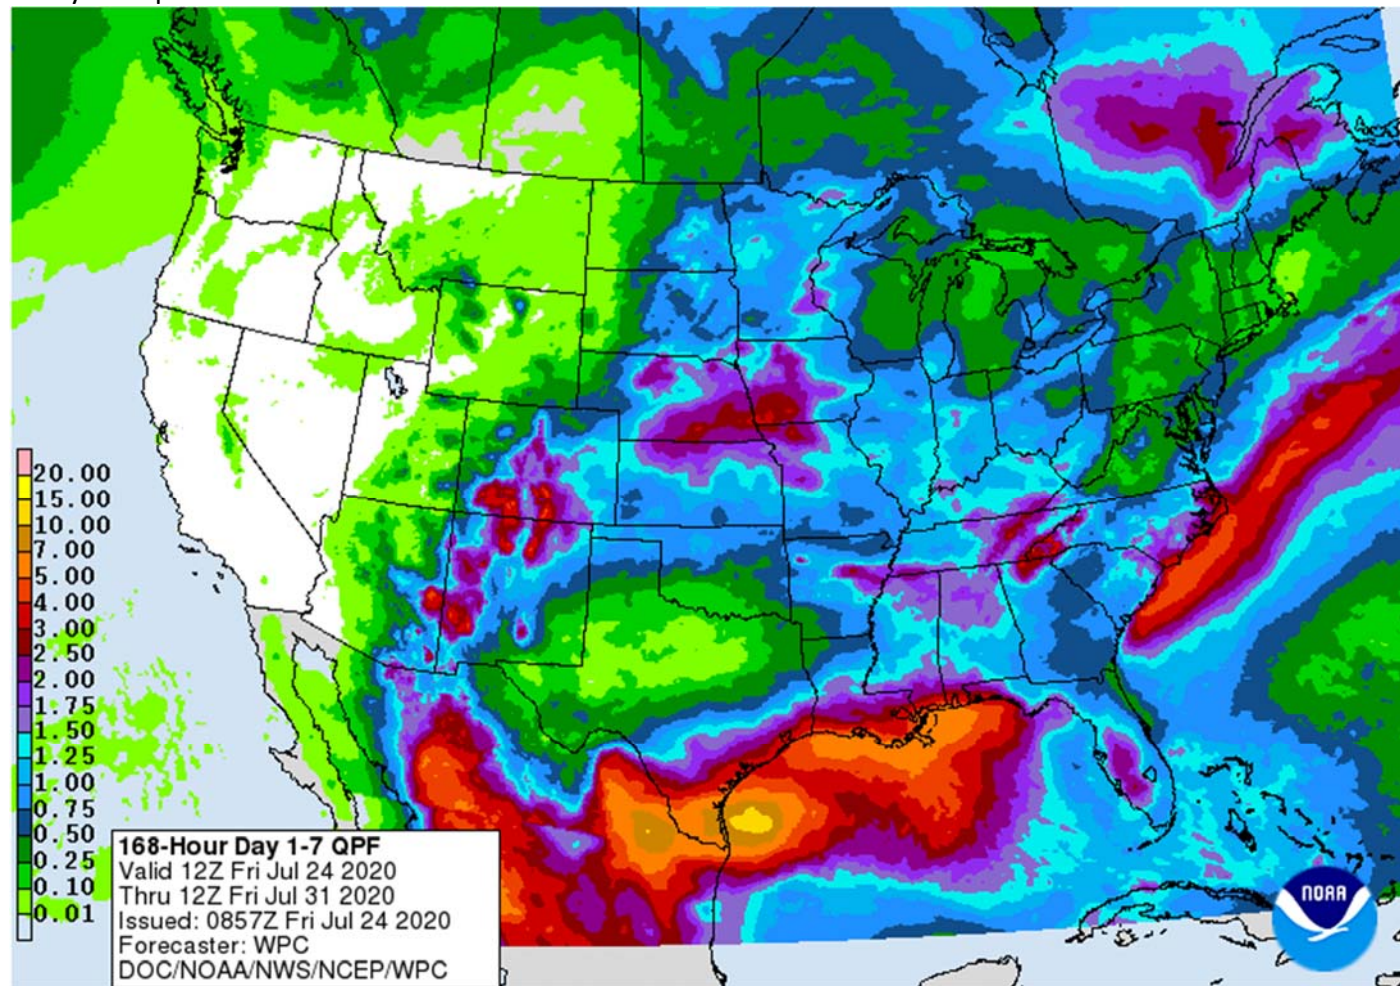 20.00
15.00
10.00
7.00
5.00
4.00
3.00
2.50
2.00
1.75
1.50
1.25
1.00
0.75
0.50
0.25
0.10
0.01
168-Hour Day 1-7 QPF
Valid 12Z Fri Jul 24 2020
Thru 12Z Fri Jul 31 2020
Issued: 0857Z Fri Jul 24 2020
Forecaster: WPC
DOC/NOAA/NWS/NCEP/WPC
NOAA